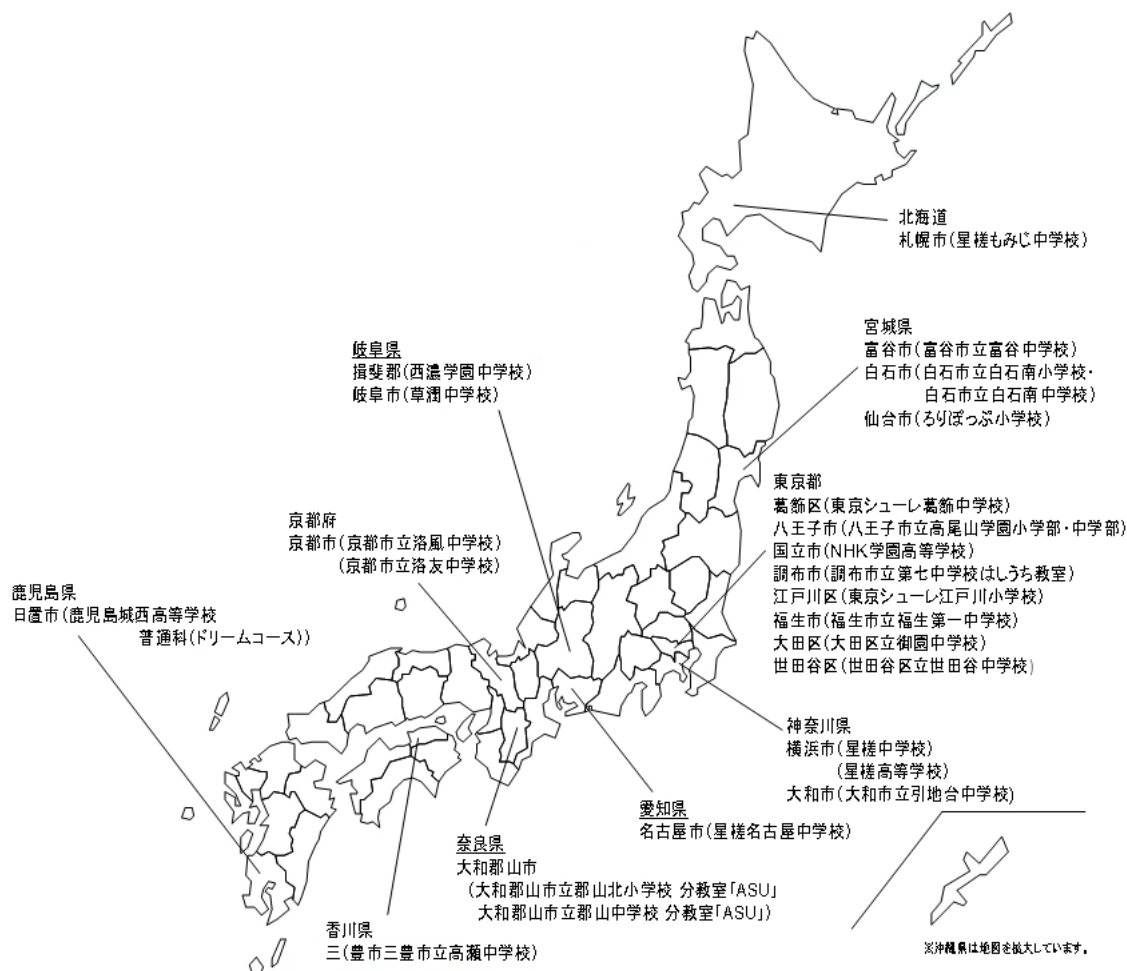 北海道
札幌市(星槎もみじ中学校)
宮城県
富谷市(富谷市立富谷中学校)
白石市(白石市立白石南小学校・
白石市立白石南中学校)
仙台市(ろりぽっぷ小学校)
岐阜県
揖斐郡(西濃学園中学校)
岐阜市(草潤中学校)
東京都
葛飾区(東京シューレ葛飾中学校)
八王子市(八王子市立高尾山学園小学部・中学部)
国立市(NHK学園高等学校)
調布市(調布市立第七中学校はしうち教室)
江戸川区(東京シューレ江戸川小学校)
福生市(福生市立福生第一中学校)
大田区(大田区立御園中学校)
世田谷区(世田谷区立世田谷中学校)
京都府
京都市(京都市立洛風中学校)
(京都市立洛友中学校)
鹿児島県
日置市(鹿児島城西高等学校
普通科(ドリームコース))
神奈川県
横浜市(星槎中学校)
(星槎高等学校)
大和市(大和市立引地台中学校)
愛知県
名古屋市(星槎名古屋中学校)
奈良県
大和郡山市
(大和郡山市立郡山北小学校 分教室「ASU」
大和郡山市立郡山中学校 分教室「ASU」)
香川県
三(豊市三豊市立高瀬中学校)
※沖縄県は地図を拡大しています。